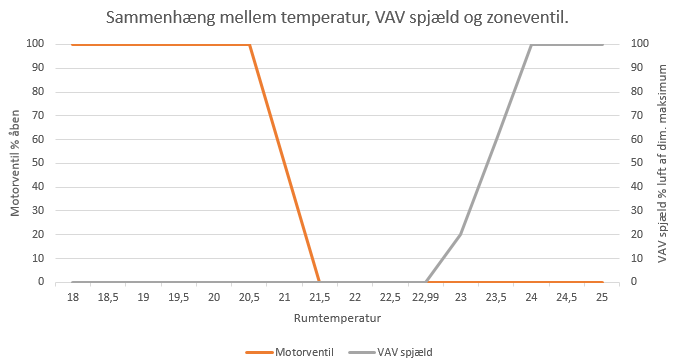 Sammenhæng mellem temperatur, VAV spjæld og zoneventil.
100 100
90 90
80 80
70 70
60 60
50 50
40 40
30 30
20 20
10 10
0 0
Motorventil % åben
VAV spjæld % luft af dim. maksimum
18 18,5 19 19,5 20 20,5 21 21,5 22 22,5 22,99 23 23,5 24 24,5 25
Rumtemperatur
Motorventil VAV spjæld